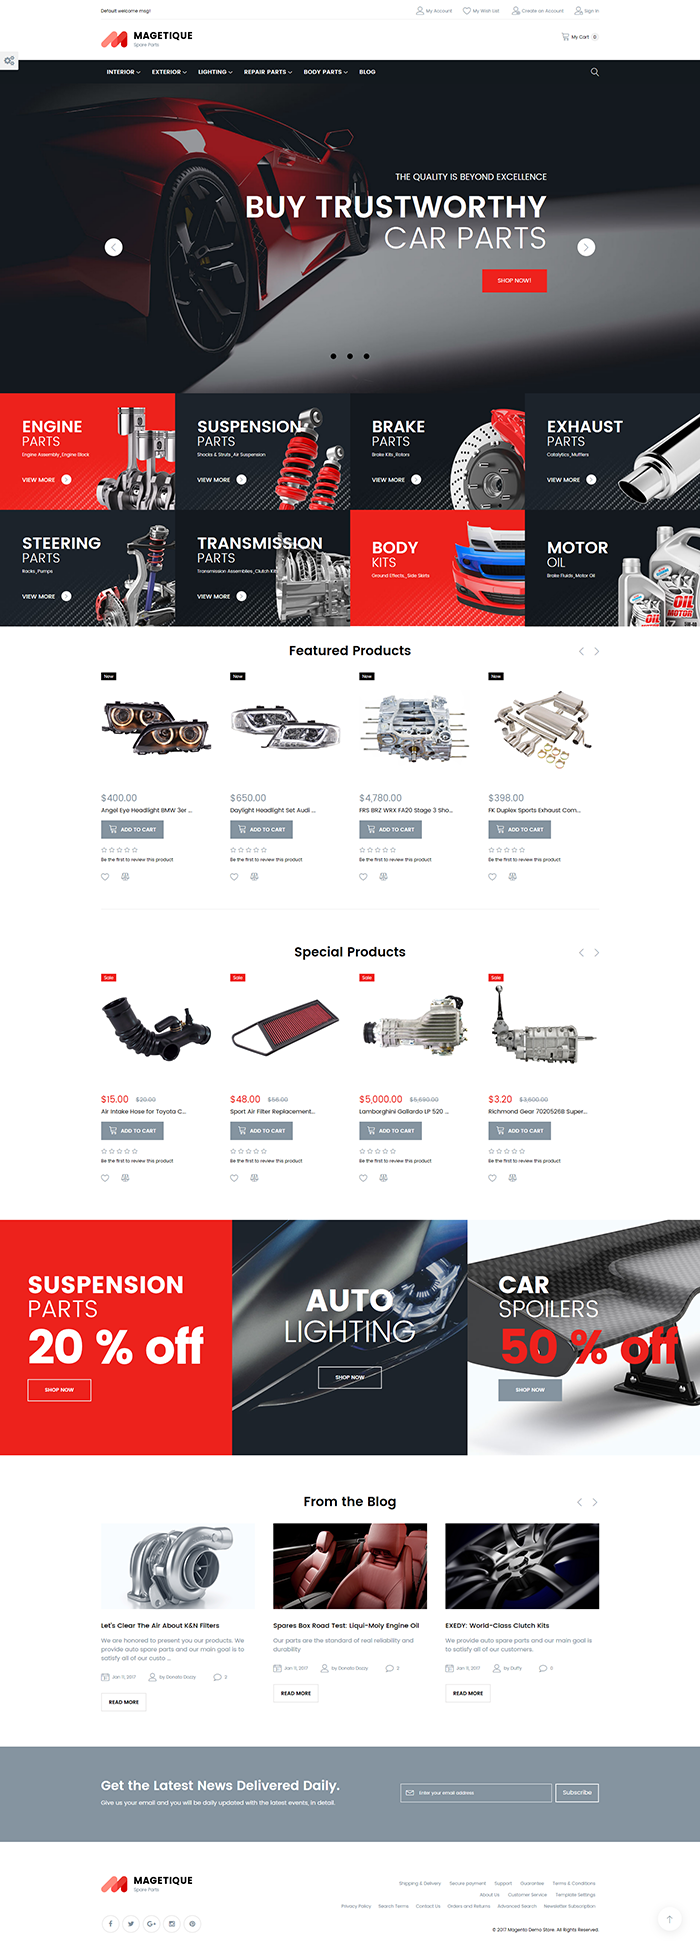 Default welcome msg!
My Account My Wish List Create an Account Sign In
MAGETIQUE
Spare Parts
My Cart 0
INTERIOR EXTERIOR LIGHTING REPAIR PARTS BODY PARTS BLOG
THE QUALITY IS BEYOND EXCELLENCE
BUY TRUSTWORTHY
CAR PARTS
SHOP NOW!
ENGINE
PARTS
Engine Assembly_Engine Block
VIEW MORE
SUSPENSION
PARTS
Shocks & Struts_Air Suspension
VIEW MORE
BRAKE
PARTS
Brake Kits_Rotors
VIEW MORE
EXHAUST
PARTS
Catalytics_Mufflers
VIEW MORE
STEERING
PARTS
Racks_Pumps
VIEW MORE
TRANSMISSION
PARTS
Transmission Assemblies_Clutch Kits
VIEW MORE
BODY
KITS
Ground Effects_Side Skirts
MOTOR
OIL
Brake Fluids_Motor Oil
OIL
MOTOR
OIL
MOTOR
Featured Products
New New New New
$400.00 $650.00 $4,780.00 $398.00
Angel Eye Headlight BMW 3er ... Daylight Headlight Set Audi ... FRS BRZ WRX FA20 Stage 3 Sho... FK Duplex Sports Exhaust Com...
ADD TO CART ADD TO CART ADD TO CART ADD TO CART
Be the first to review this product Be the first to review this product Be the first to review this product Be the first to review this product
Special Products
Sale Sale Sale Sale
$15.00 $20.00 $48.00 $56.00 $5,000.00 $5,690.00 $3.20 $3,600.00
Air Intake Hose for Toyota C... Sport Air Filter Replacement... Lamborghini Gallardo LP 520 ... Richmond Gear 7020526B Super...
ADD TO CART ADD TO CART ADD TO CART ADD TO CART
Be the first to review this product Be the first to review this product Be the first to review this product Be the first to review this product
SUSPENSION
PARTS
20 % off
SHOP NOW
AUTO
LIGHTING
SHOP NOW
CAR
SPOILERS
50 % off
SHOP NOW
From the Blog
Let's Clear The Air About K&N Filters
We are honored to present you our products. We
provide auto spare parts and our main goal is to
satisfy all of our custo ...
Jan 11, 2017 by Donato Dozzy 3
READ MORE
Spares Box Road Test: Liqui-Moly Engine Oil
Our parts are the standard of real reliability and
durability
Jan 11, 2017 by Donato Dozzy 3
READ MORE
EXEDY: World-Class Clutch Kits
We provide auto spare parts and our main goal is
to satisfy all of our customers.
Jan 11, 2017 by Duffy 0
READ MORE
Get the Latest News Delivered Daily.
Give us your email and you will be daily updated with the latest events, in detail.
Enter your email address
Subscribe
MAGETIQUE
Spare Parts
Shipping & Delivery Secure payment Support Guarantee Terms & Conditions
About Us Customer Service Template Settings
Privacy Policy Search Terms Contact Us Orders and Returns Advanced Search Newsletter Subscription
© 2017 Magento Demo Store. All Rights Reserved.